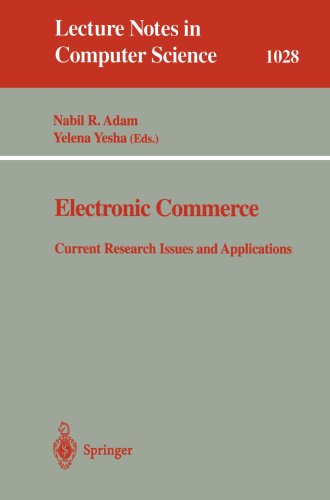 Lecture Notes in
Computer Science 1028
Nabil R. Adam
Yelena Yesha (Eds.)
Electronic Commerce
Current Research Issues and Applications
Springer